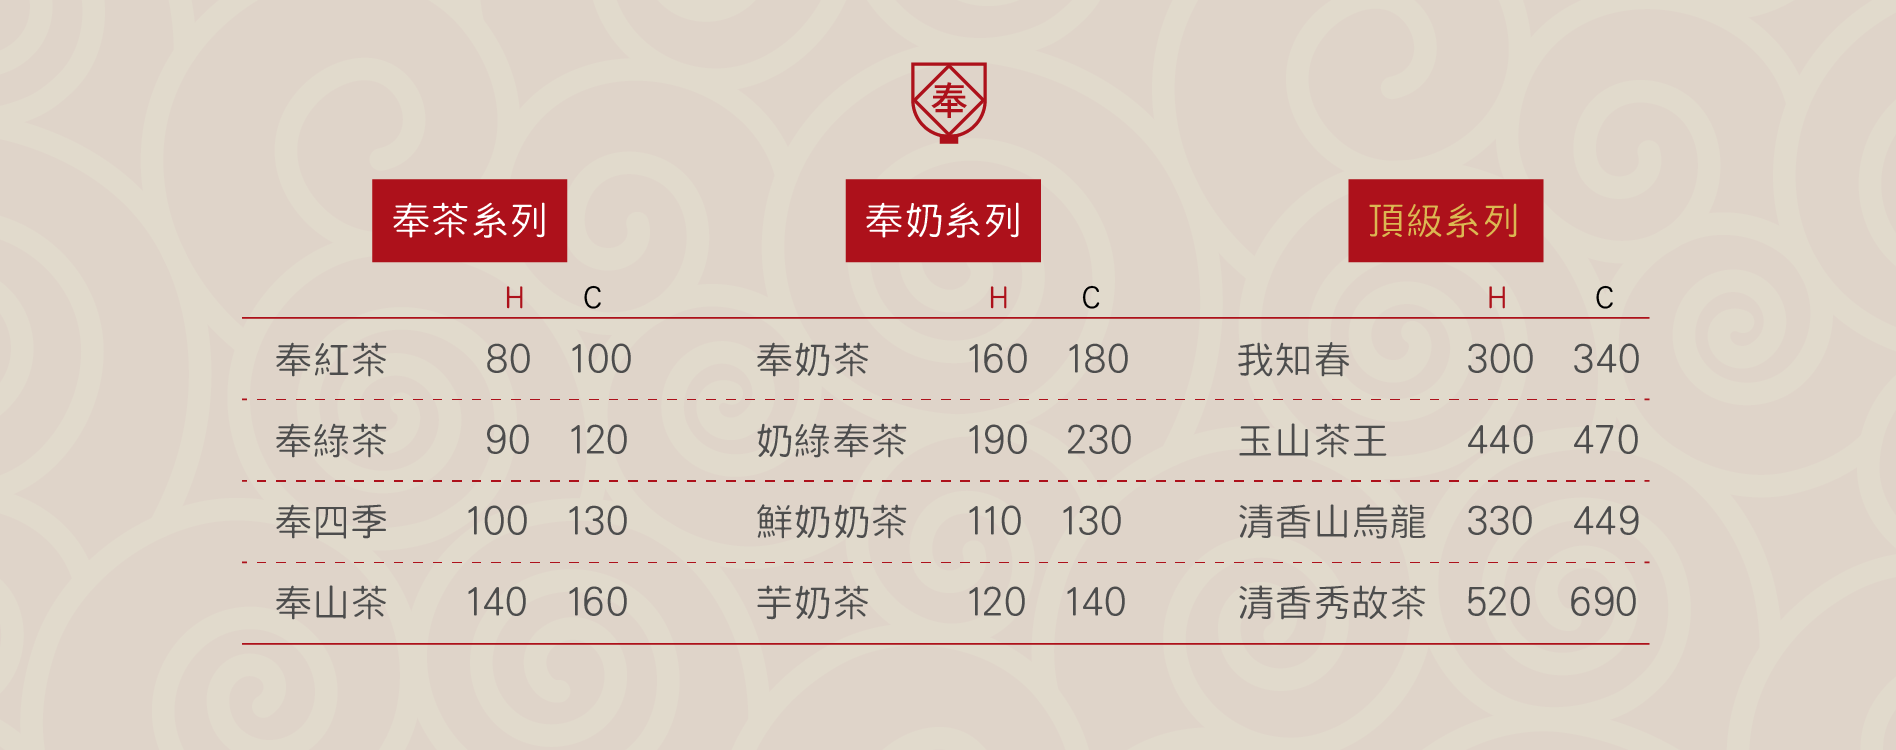 奉
奉茶系列 奉奶系列 頂級系列
H C H C H C
奉紅茶 80 100 奉奶茶 160 180 我知春 300 340
奉綠茶 90 120 奶綠奉茶 190 230 玉山茶王 440 470
奉四季 100 130 鮮奶奶茶 110 130 清香山烏龍 330 449
奉山茶 140 160 芋奶茶 120 140 清香秀故茶 520 690